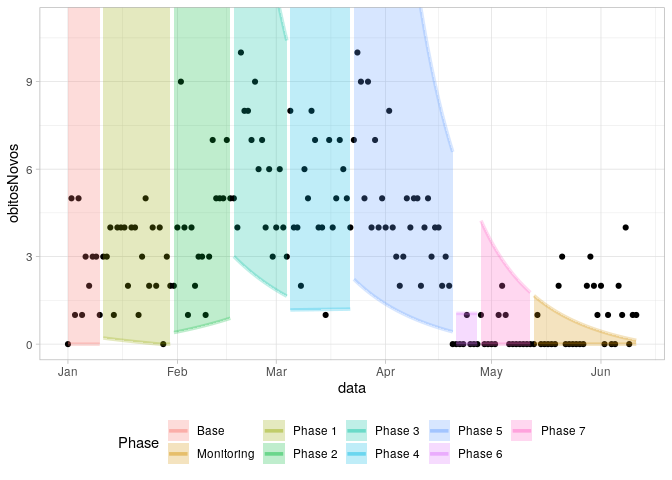 9
6
3
0
obitosNovos
Jan Feb Mar Apr May Jun
data
Phase
Base Phase 1 Phase 3 Phase 5 Phase 7
Monitoring Phase 2 Phase 4 Phase 6